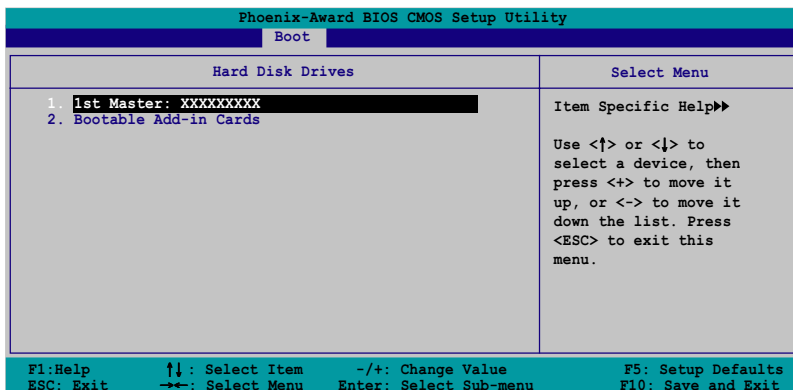 Phoenix-Award BIOS CMOS Setup Utility
Boot
Hard Disk Drives
Select Menu
1. 1st Master: XXXXXXXXX
2. Bootable Add-in Cards
Item Specific Help▶▶
Use <↑> or <↓> to
select a device, then
press <+> to move it
up, or <-> to move it
down the list. Press
<ESC> to exit this
menu.
F1:Help ↑↓ : Select Item -/+: Change Value F5: Setup Defaults
ESC: Exit →←: Select Menu Enter: Select Sub-menu F10: Save and Exit